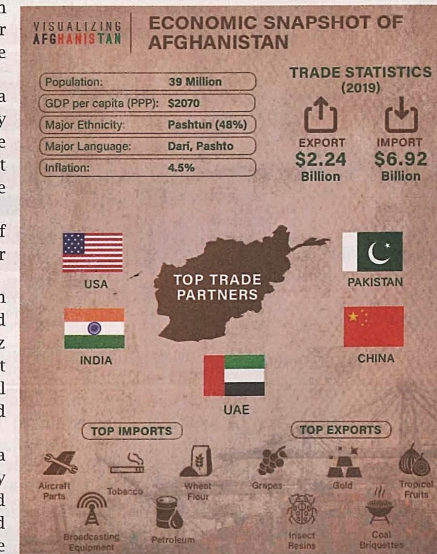 VISUALIZING
AFGHANISTAN
ECONOMIC SNAPSHOT OF
AFGHANISTAN
Population: 39 Million
GDP per capita (PPP): $2070
Major Ethnicity: Pashtun (48%)
Major Language: Dari, Pashto
Inflation: 4.5%
TRADE STATISTICS
(2019)
EXPORT
$2.24
Billion
IMPORT
$6.92
Billion
TOP TRADE
PARTNERS
USA
PAKISTAN
INDIA
CHINA
UAE
TOP IMPORTS
Aircraft
Parts
Tobacco
Wheat
Flour
Broadcasting
Equipment
Petroleum
TOP EXPORTS
Grapes
Gold
Tropical
Fruits
Insect
Resins
Coal
Briquettes